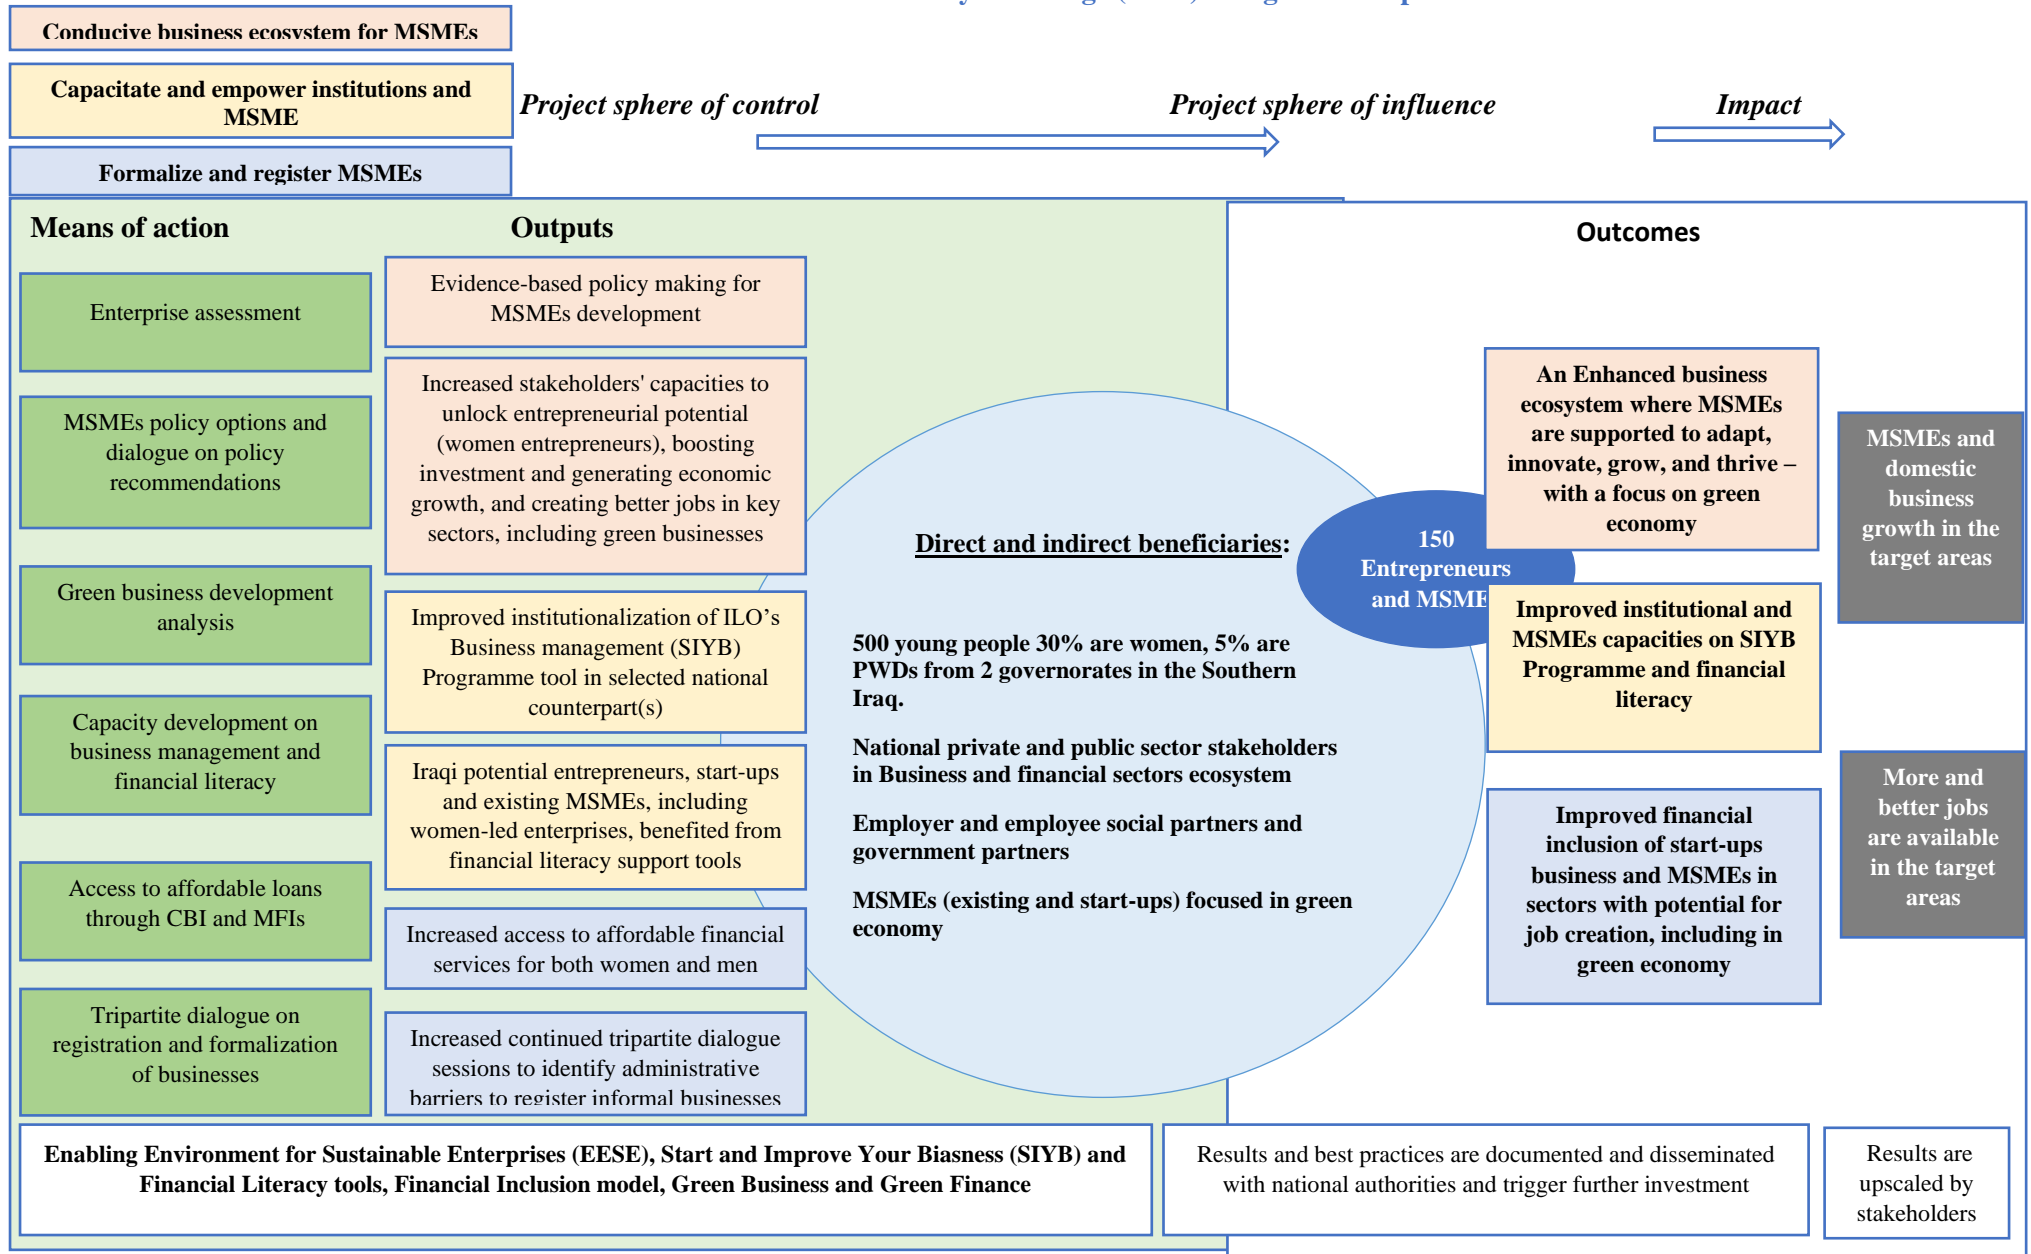 Conducive business ecosystem for MSMEs
Capacitate and empower institutions and
MSME
Formalize and register MSMEs
Project sphere of control
Project sphere of influence
Impact
Means of action
Outputs
Outcomes
Enterprise assessment
MSMEs policy options and
dialogue on policy
recommendations
Green business development
analysis
Capacity development on
business management and
financial literacy
Access to affordable loans
through CBI and MFIs
Tripartite dialogue on
registration and formalization
of businesses
Evidence-based policy making for
MSMEs development
Increased stakeholders' capacities to
unlock entrepreneurial potential
(women entrepreneurs), boosting
investment and generating economic
growth, and creating better jobs in key
sectors, including green businesses
Improved institutionalization of ILO’s
Business management (SIYB)
Programme tool in selected national
counterpart(s)
Iraqi potential entrepreneurs, start-ups
and existing MSMEs, including
women-led enterprises, benefited from
financial literacy support tools
Increased access to affordable financial
services for both women and men
Increased continued tripartite dialogue
sessions to identify administrative
barriers to register informal businesses
Direct and indirect beneficiaries:
500 young people 30% are women, 5% are
PWDs from 2 governorates in the Southern
Iraq.
National private and public sector stakeholders
in Business and financial sectors ecosystem
Employer and employee social partners and
government partners
MSMEs (existing and start-ups) focused in green
economy
150
Entrepreneurs
and MSME
An Enhanced business
ecosystem where MSMEs
are supported to adapt,
innovate, grow, and thrive –
with a focus on green
economy
Improved institutional and
MSMEs capacities on SIYB
Programme and financial
literacy
Improved financial
inclusion of start-ups
business and MSMEs in
sectors with potential for
job creation, including in
green economy
MSMEs and
domestic
business
growth in the
target areas
More and
better jobs
are available
in the target
areas
Enabling Environment for Sustainable Enterprises (EESE), Start and Improve Your Biasness (SIYB) and
Financial Literacy tools, Financial Inclusion model, Green Business and Green Finance
Results and best practices are documented and disseminated
with national authorities and trigger further investment
Results are
upscaled by
stakeholders